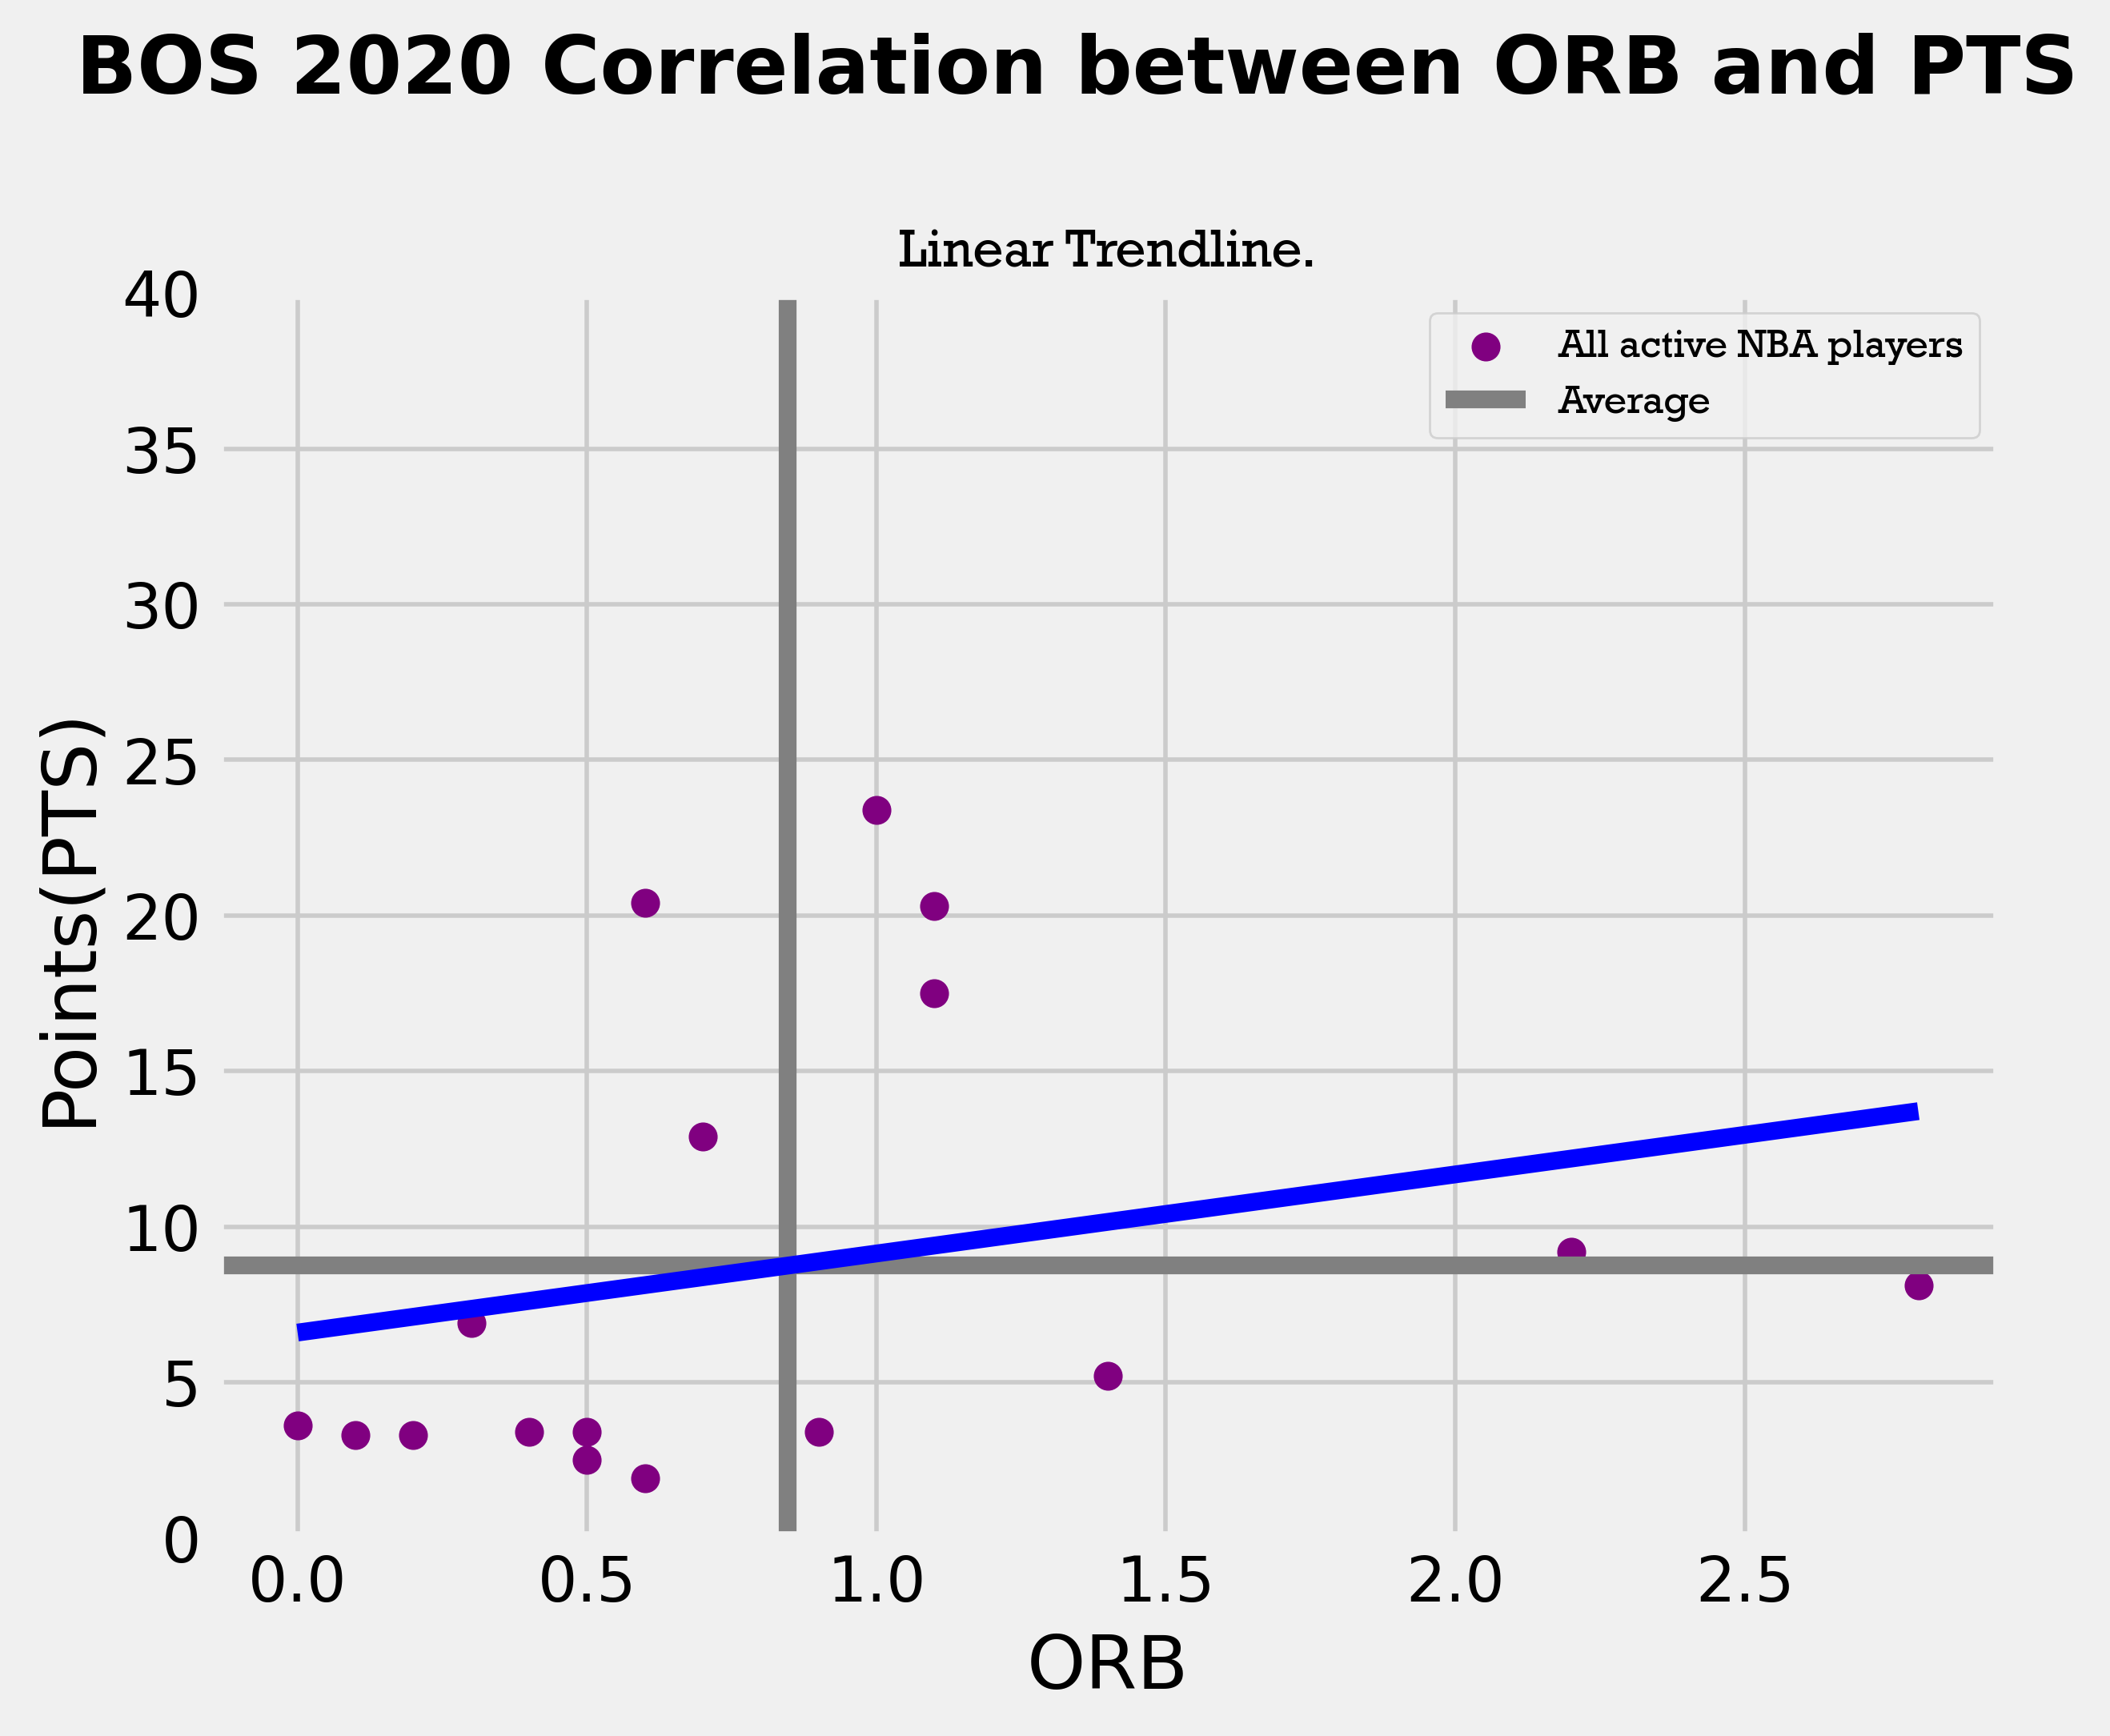 BOS 2020 Correlation between ORB and PTS
Linear Trendline.
All active NBA players
Average
Points(PTS)
40
35
30
25
20
15
10
5
0
0.0 0.5 1.0 1.5 2.0 2.5
ORB